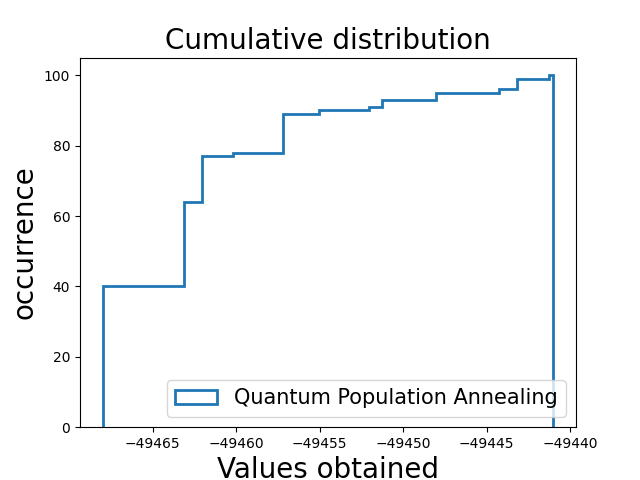 Cumulative distribution
100
80
60
40
20
0
occurrence
Quantum Population Annealing
−49465 −49460 −49455 −49450 −49445 −49440
Values obtained